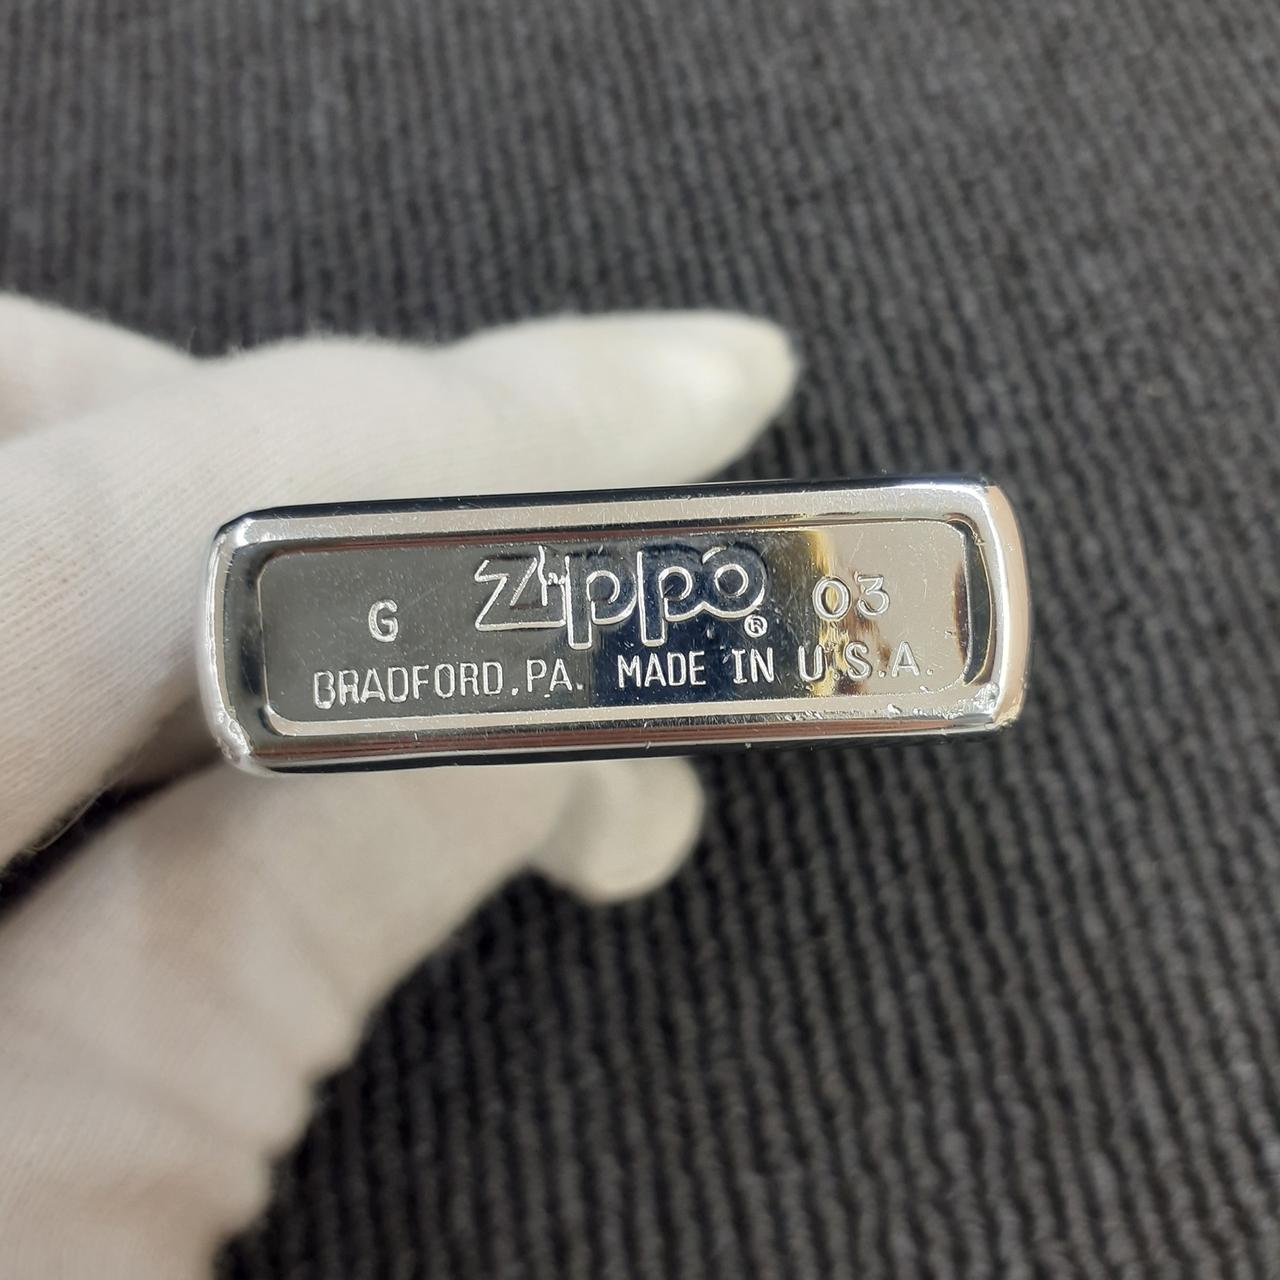 G Zippo® 03
BRADFORD, PA. MADE IN U.S.A.